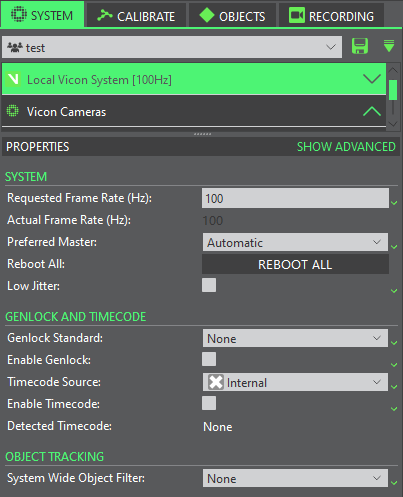 SYSTEM CALIBRATE OBJECTS RECORDING
test
Local Vicon System [100Hz]
Vicon Cameras
PROPERTIES SHOW ADVANCED
SYSTEM
Requested Frame Rate (Hz): 100
Actual Frame Rate (Hz): 100
Preferred Master: Automatic
Reboot All: REBOOT ALL
Low Jitter:
GENLOCK AND TIMECODE
Genlock Standard: None
Enable Genlock:
Timecode Source: Internal
Enable Timecode:
Detected Timecode: None
OBJECT TRACKING
System Wide Object Filter: None